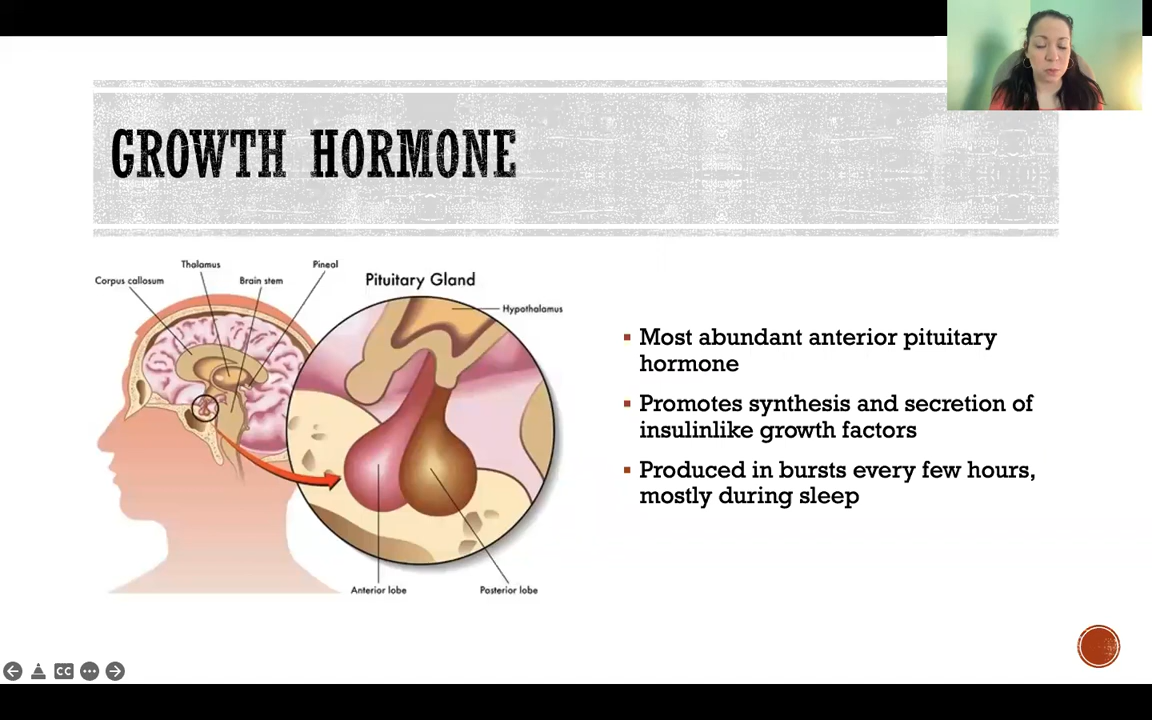 GROWTH HORMONE
Thalamus
Pineal
Corpus callosum
Brain stem
Pituitary Gland
Hypothalamus
Anterior lobe
Posterior lobe
▪ Most abundant anterior pituitary
hormone
▪ Promotes synthesis and secretion of
insulinlike growth factors
▪ Produced in bursts every few hours,
mostly during sleep
CC